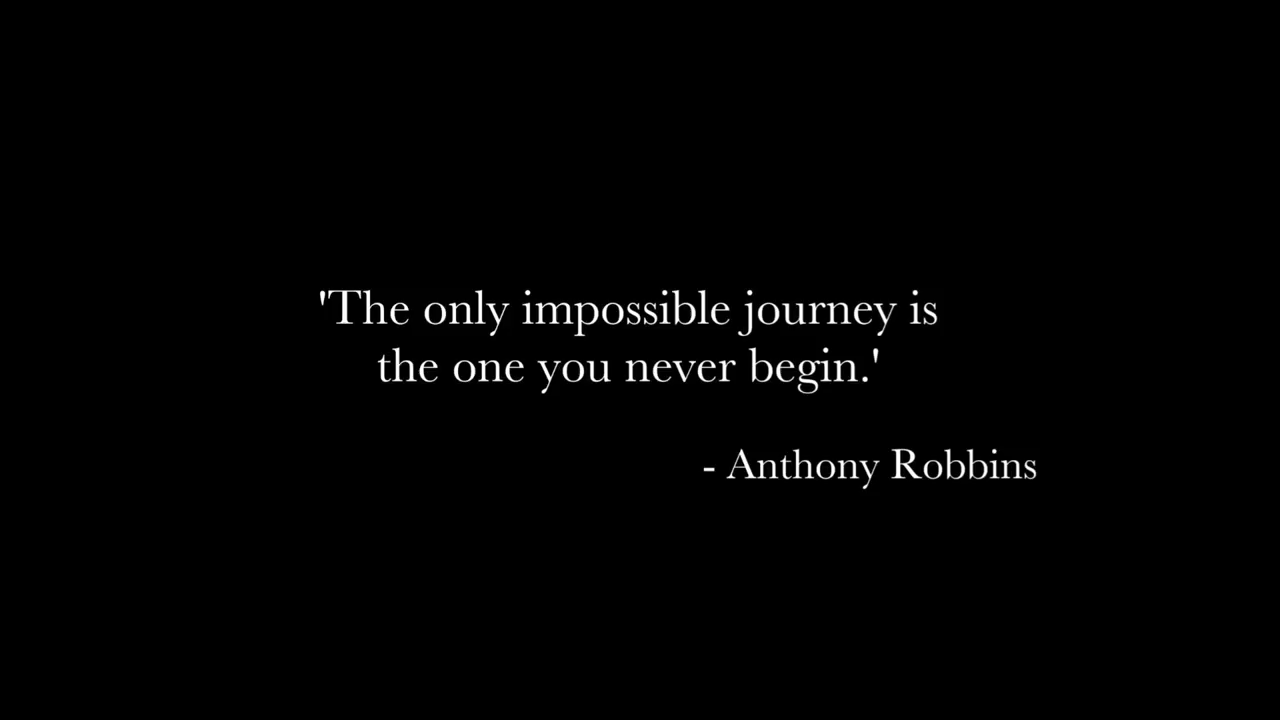 'The only impossible journey is
the one you never begin.'
- Anthony Robbins